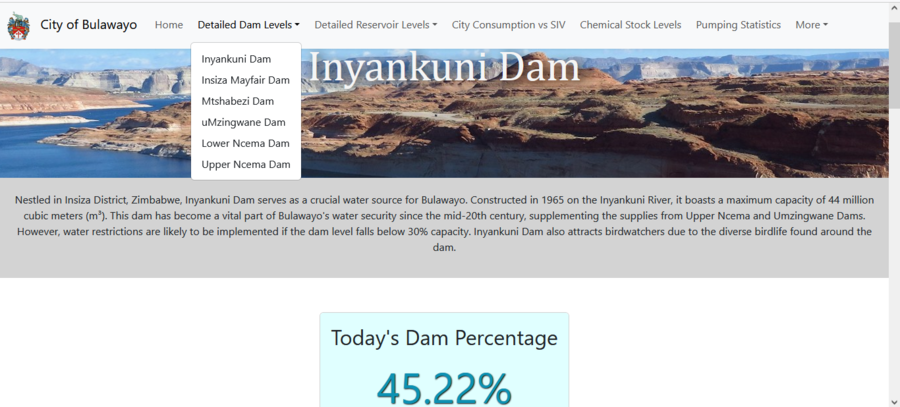 City of Bulawayo Home Detailed Dam Levels Detailed Reservoir Levels City Consumption vs SIV Chemical Stock Levels Pumping Statistics More
Inyankuni Dam
Insiza Mayfair Dam
Mtshabezi Dam
uMzingwane Dam
Lower Ncema Dam
Upper Ncema Dam
Inyankuni Dam
Nestled in Insiza District, Zimbabwe, Inyankuni Dam serves as a crucial water source for Bulawayo. Constructed in 1965 on the Inyankuni River, it boasts a maximum capacity of 44 million
cubic meters (m³). This dam has become a vital part of Bulawayo's water security since the mid-20th century, supplementing the supplies from Upper Ncema and Umzingwane Dams.
However, water restrictions are likely to be implemented if the dam level falls below 30% capacity. Inyankuni Dam also attracts birdwatchers due to the diverse birdlife found around the
dam.
Today's Dam Percentage
45.22%